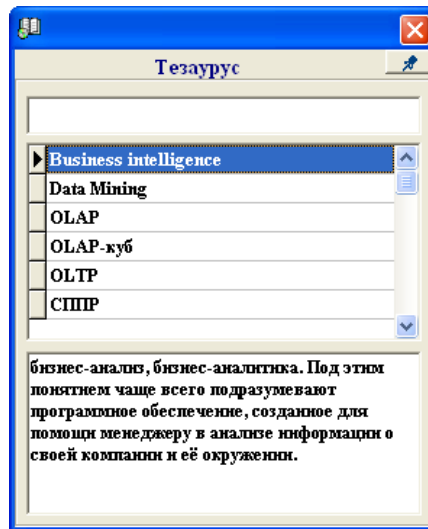 Тезаурус
Business intelligence
Data Mining
OLAP
OLAP-куб
OLTP
СППР
бизнес-анализ, бизнес-аналитика. Под этим
понятием чаще всего подразумевают
программное обеспечение, созданное для
помощи менеджеру в анализе информации о
своей компании и её окружении.